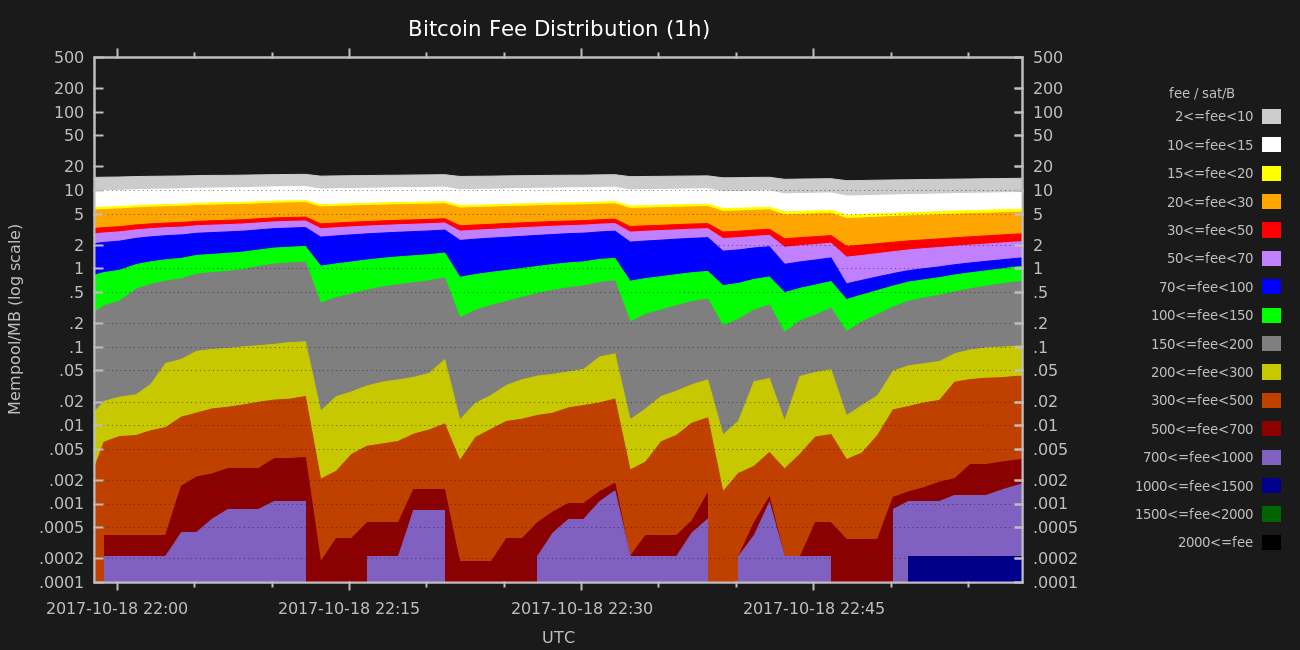 Bitcoin Fee Distribution (1h)
Mempool/MB (log scale)
500
200
100
50
20
10
5
2
1
.5
.2
.1
.05
.02
.01
.005
.002
.001
.0005
.0002
.0001
500
200
100
50
20
10
5
2
1
.5
.2
.1
.05
.02
.01
.005
.002
.001
.0005
.0002
.0001
2017-10-18 22:00
2017-10-18 22:15
2017-10-18 22:30
2017-10-18 22:45
UTC
fee / sat/B
2<=fee<10
10<=fee<15
15<=fee<20
20<=fee<30
30<=fee<50
50<=fee<70
70<=fee<100
100<=fee<150
150<=fee<200
200<=fee<300
300<=fee<500
500<=fee<700
700<=fee<1000
1000<=fee<1500
1500<=fee<2000
2000<=fee